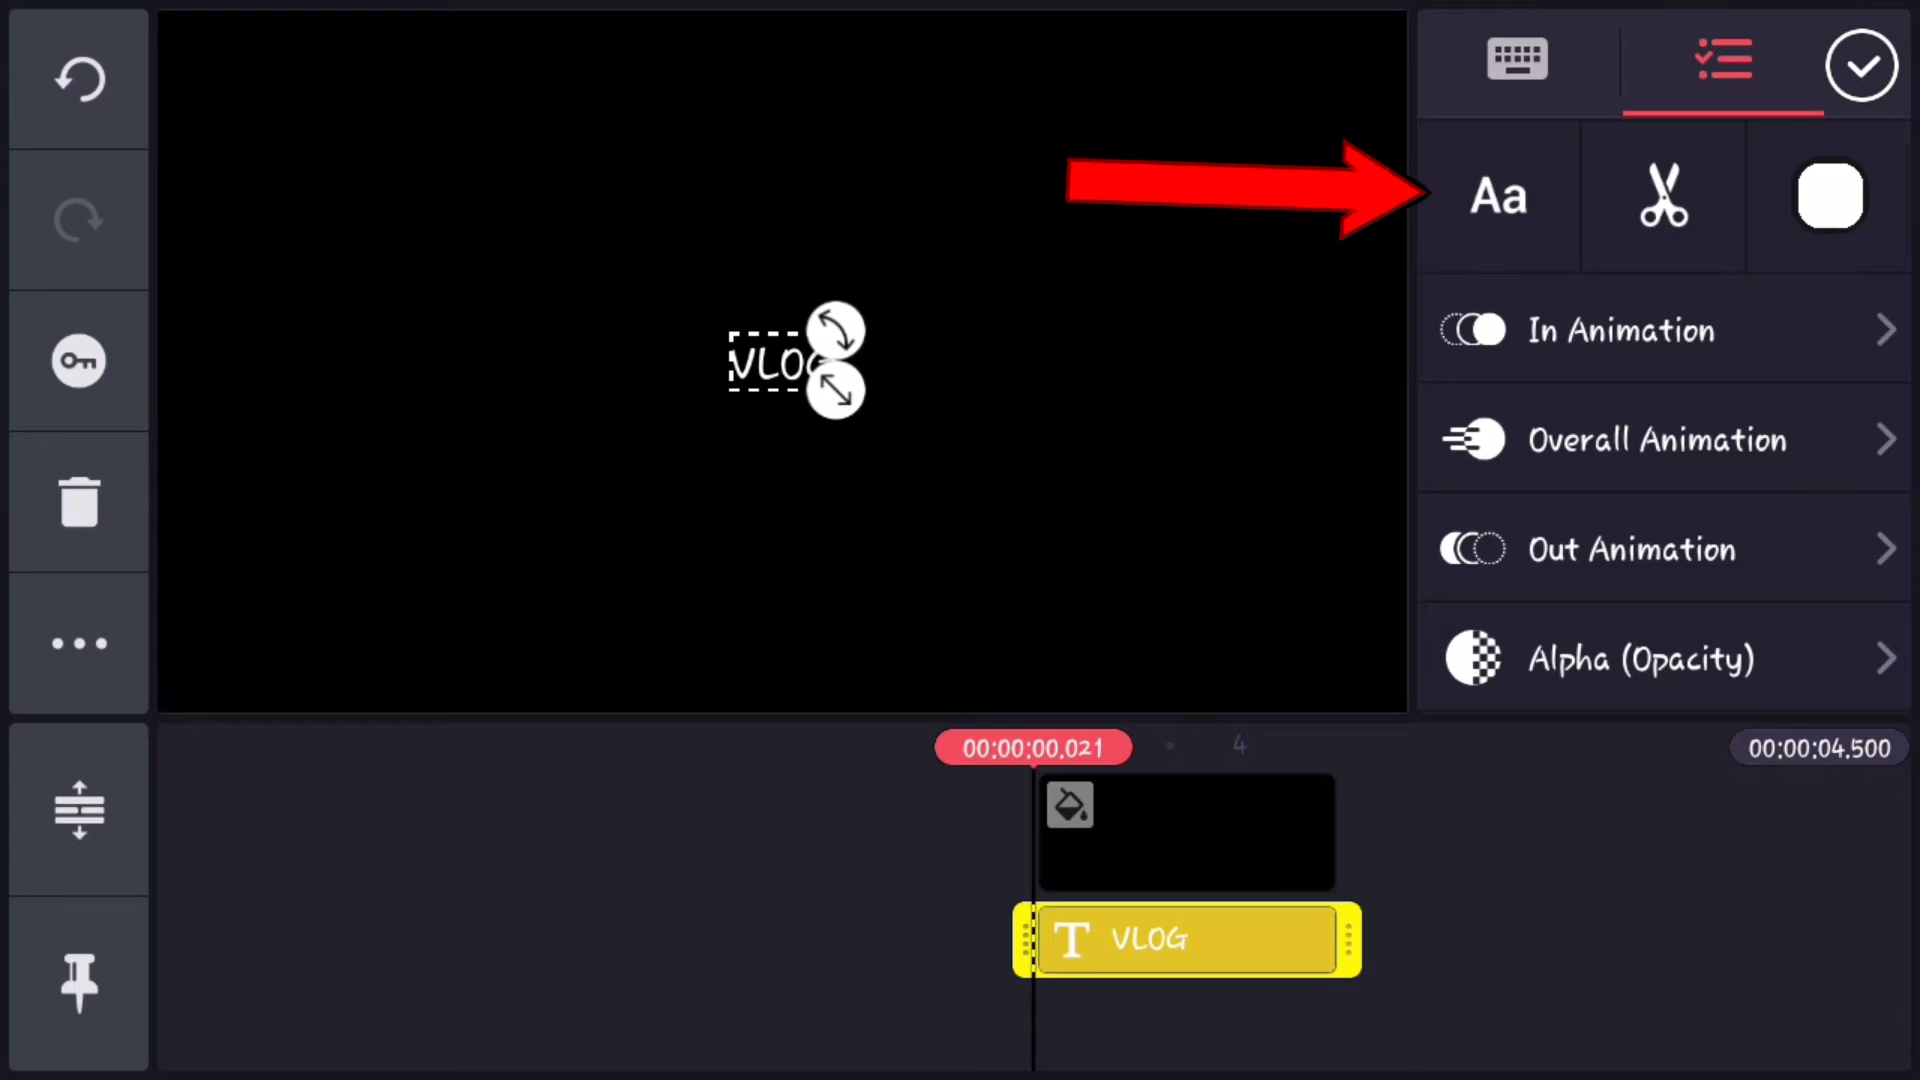 Aa
VLOG
In Animation
Overall Animation
Out Animation
Alpha (Opacity)
00:00:00.021
4
00:00:04.500
T VLOG